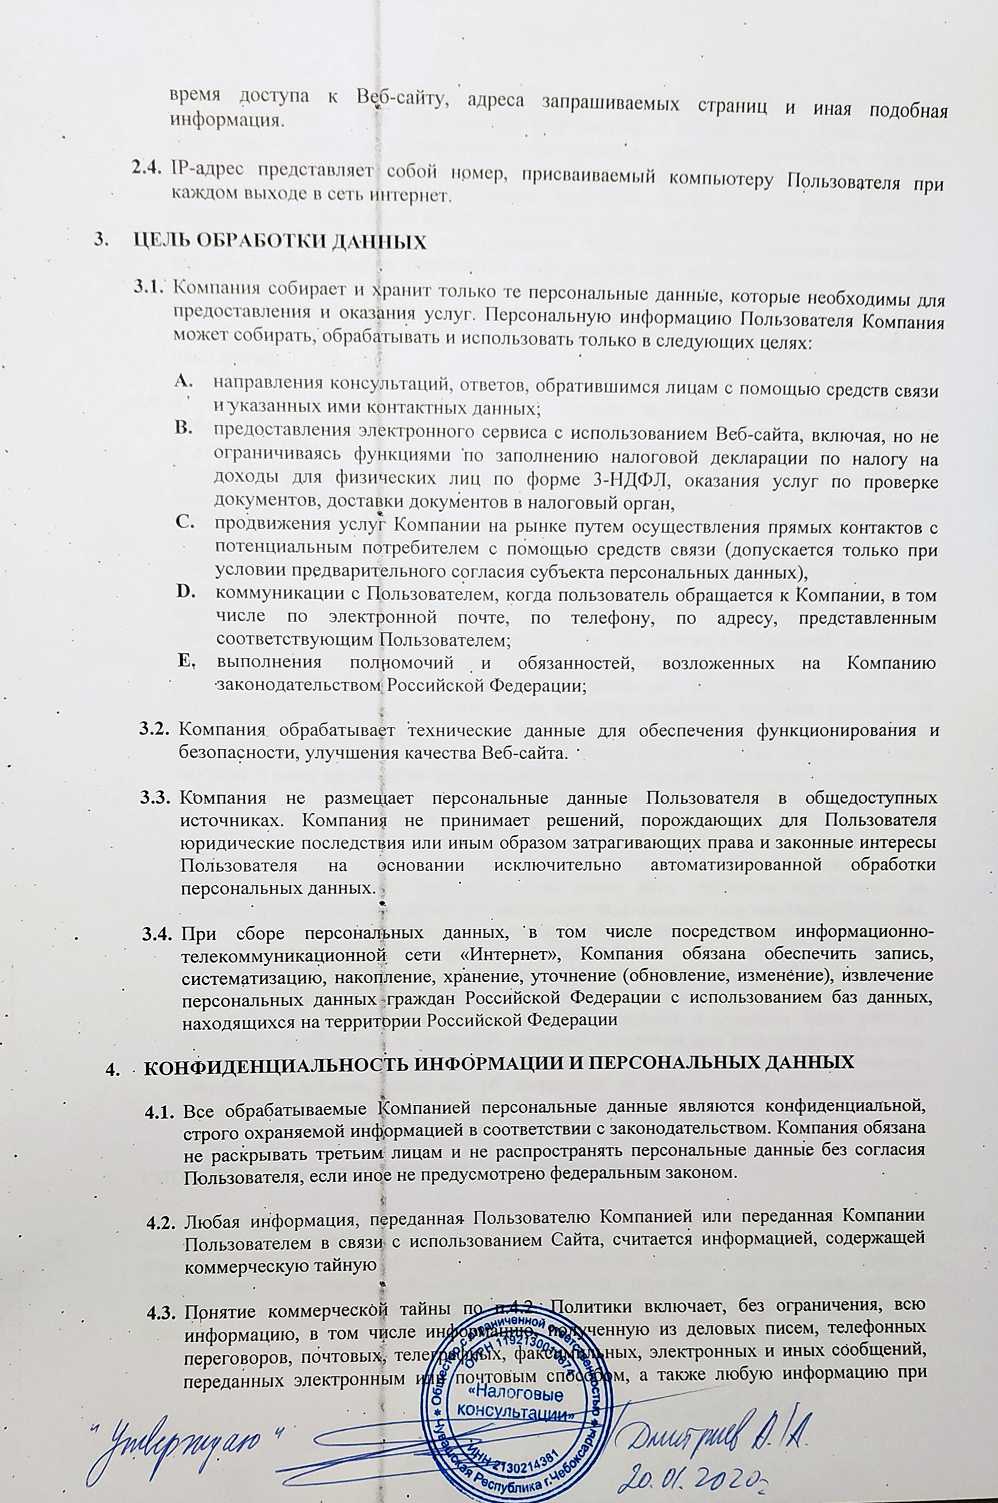 время доступа к Веб-сайту, адреса запрашиваемых страниц и иная подобная
информация.
2.4. IP-адрес представляет собой номер, присваиваемый компьютеру Пользователя при
каждом выходе в сеть интернет.
3. ЦЕЛЬ ОБРАБОТКИ ДАННЫХ
3.1. Компания собирает и хранит только те персональные данные, которые необходимы для
предоставления и оказания услуг. Персональную информацию Пользователя Компания
может собирать, обрабатывать и использовать только в следующих целях:
A. направления консультаций, ответов, обратившимся лицам с помощью средств связи
и указанных ими контактных данных;
B. предоставления электронного сервиса с использованием Веб-сайта, включая, но не
ограничиваясь функциями по заполнению налоговой декларации по налогу на
доходы для физических лиц по форме 3-НДФЛ, оказания услуг по проверке
документов, доставки документов в налоговый орган,
C. продвижения услуг Компании на рынке путем осуществления прямых контактов с
потенциальным потребителем с помощью средств связи (допускается только при
условии предварительного согласия субъекта персональных данных),
D. коммуникации с Пользователем, когда пользователь обращается к Компании, в том
числе по электронной почте, по телефону, по адресу, представленным
соответствующим Пользователем;
E. выполнения полномочий и обязанностей, возложенных на Компанию
законодательством Российской Федерации;
3.2. Компания обрабатывает технические данные для обеспечения функционирования и
безопасности, улучшения качества Веб-сайта.
3.3. Компания не размещает персональные данные Пользователя в общедоступных
источниках. Компания не принимает решений, порождающих для Пользователя
юридические последствия или иным образом затрагивающих права и законные интересы
Пользователя на основании исключительно автоматизированной обработки
персональных данных.
3.4. При сборе персональных данных, в том числе посредством информационно-
телекоммуникационной сети «Интернет», Компания обязана обеспечить запись,
систематизацию, накопление, хранение, уточнение (обновление, изменение), извлечение
персональных данных граждан Российской Федерации с использованием баз данных,
находящихся на территории Российской Федерации
4. КОНФИДЕНЦИАЛЬНОСТЬ ИНФОРМАЦИИ И ПЕРСОНАЛЬНЫХ ДАННЫХ
4.1. Все обрабатываемые Компанией персональные данные являются конфиденциальной,
строго охраняемой информацией в соответствии с законодательством. Компания обязана
не раскрывать третьим лицам и не распространять персональные данные без согласия
Пользователя, если иное не предусмотрено федеральным законом.
4.2. Любая информация, переданная Пользователю Компанией или переданная Компании
Пользователем в связи с использованием Сайта, считается информацией, содержащей
коммерческую тайну
4.3. Понятие коммерческой тайны по п.4.2. Политики включает, без ограничения, всю
информацию, в том числе информацию, полученную из деловых писем, телефонных
переговоров, почтовых, телеграфных, факсимильных, электронных и иных сообщений,
переданных электронным или почтовым способом, а также любую информацию при
Общество с ограниченной ответственностью
ОГРН
«Налоговые
консультации»
ИНН 2130214381
Чувашская Республика г.Чебоксары
"Утверждаю" /Дмитриев А.А.
20.01.2020г.